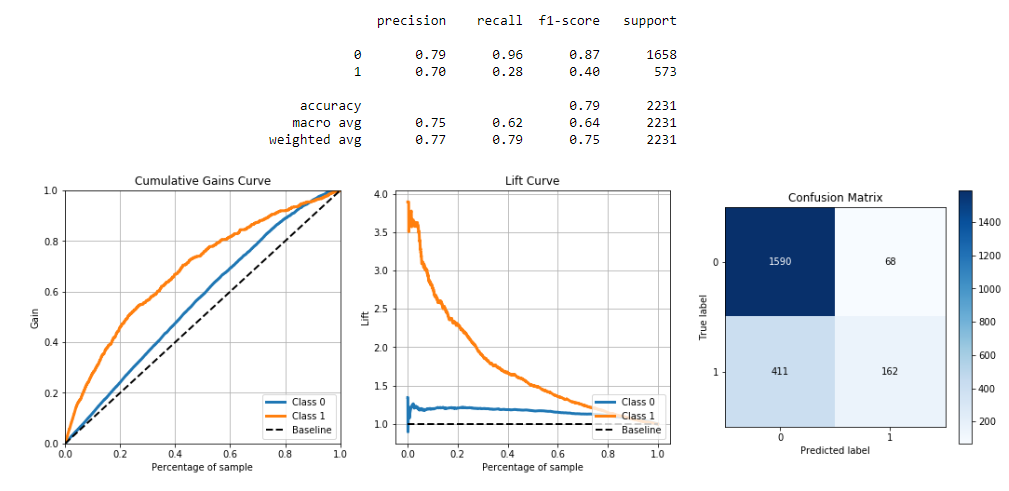 precision recall f1-score support
0 0.79 0.96 0.87 1658
1 0.70 0.28 0.40 573
accuracy 0.79 2231
macro avg 0.75 0.62 0.64 2231
weighted avg 0.77 0.79 0.75 2231
Cumulative Gains Curve
1.0
0.8
0.6
0.4
0.2
0.0
Gain
0.0 0.2 0.4 0.6 0.8 1.0
Percentage of sample
Class 0
Class 1
Baseline
Lift Curve
4.0
3.5
3.0
2.5
2.0
1.5
1.0
Lift
0.0 0.2 0.4 0.6 0.8 1.0
Percentage of sample
Class 0
Class 1
Baseline
Confusion Matrix
True label
0 1590 68
1 411 162
0 1
Predicted label
1400
1200
1000
800
600
400
200